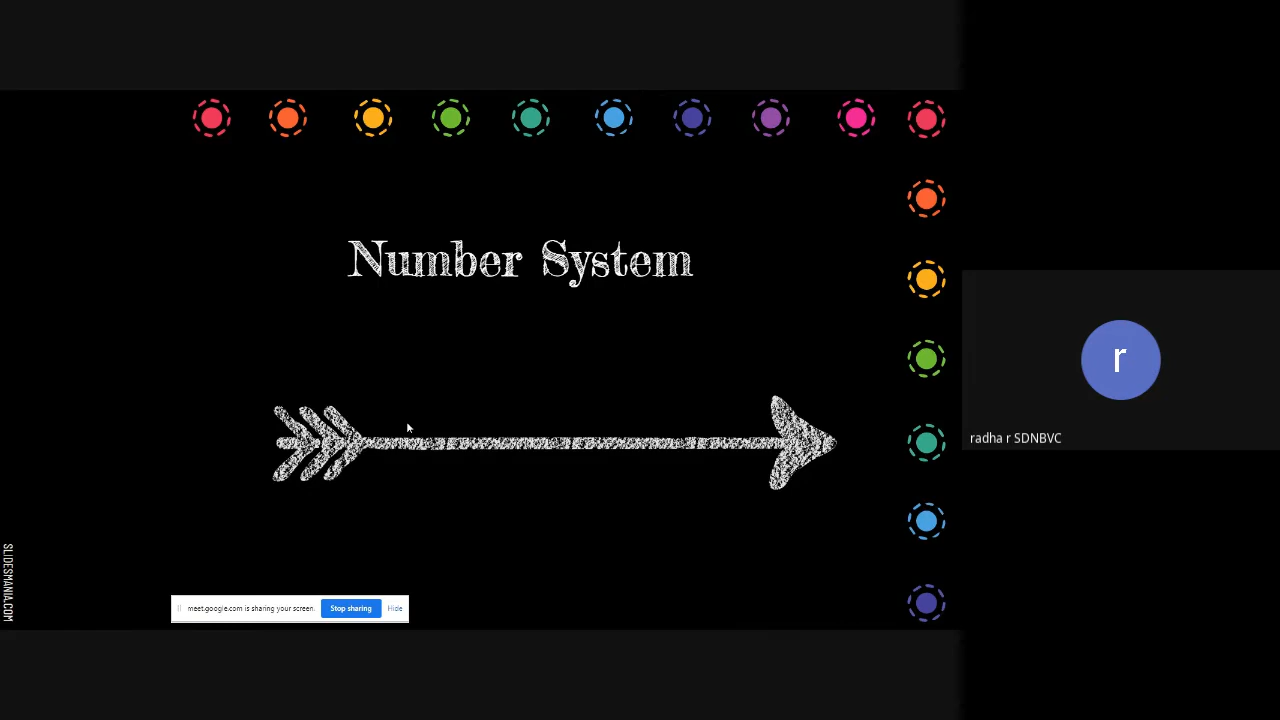 Number System
r
radha r SDNBVC
SLIDESMANIA.COM
meet.google.com is sharing your screen.
Stop sharing
Hide